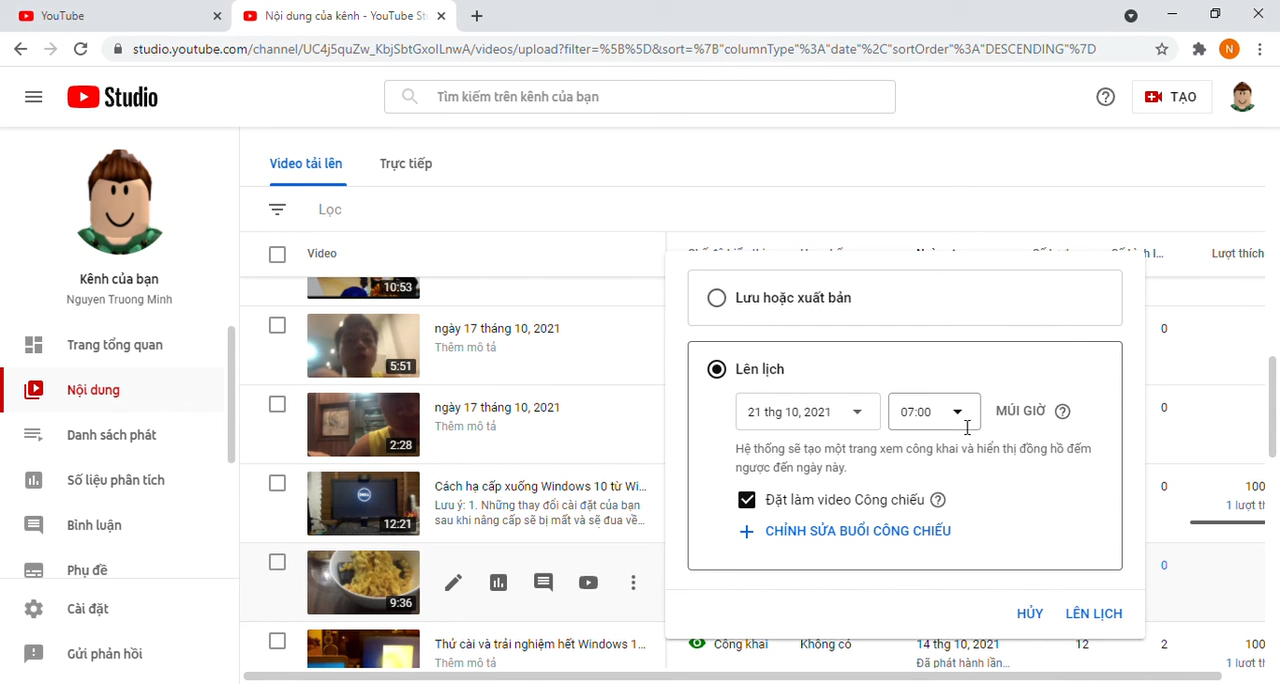 YouTube
Nội dung của kênh - YouTube St
studio.youtube.com/channel/UC4j5quZw_KbjSbtGxolLnwA/videos/upload?filter=%5B%5D&sort=%7B"columnType"%3A"date"%2C"sortOrder"%3A"DESCENDING"%7D
N
Studio
Tìm kiếm trên kênh của bạn
TẠO
Kênh của bạn
Nguyen Truong Minh
Trang tổng quan
Nội dung
Danh sách phát
Số liệu phân tích
Bình luận
Phụ đề
Cài đặt
Gửi phản hồi
Video tải lên
Trực tiếp
Lọc
Video
Lượt thích
10:53
5:51
ngày 17 tháng 10, 2021
Thêm mô tả
0
2:28
ngày 17 tháng 10, 2021
Thêm mô tả
0
12:21
Cách hạ cấp xuống Windows 10 từ Wi...
Lưu ý: 1. Những thay đổi cài đặt của bạn
sau khi nâng cấp sẽ bị mất và sẽ đưa về...
0
100
1 lượt th
9:36
0
Thử cài và trải nghiệm hết Windows 1...
Thêm mô tả
Công khai
Không có
14 thg 10, 2021
Đã phát hành lần...
12
2
100
1 lượt th
Lưu hoặc xuất bản
Lên lịch
21 thg 10, 2021
07:00
MÚI GIỜ
Hệ thống sẽ tạo một trang xem công khai và hiển thị đồng hồ đếm
ngược đến ngày này.
Đặt làm video Công chiếu
CHỈNH SỬA BUỔI CÔNG CHIẾU
HỦY
LÊN LỊCH